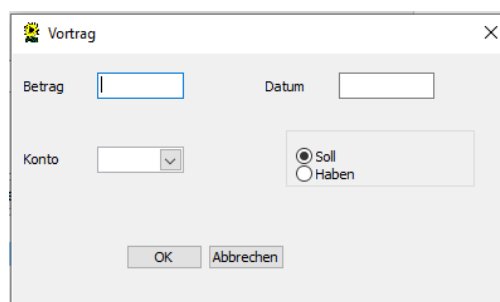 Vortrag
Betrag
Datum
Konto
Soll
Haben
OK
Abbrechen